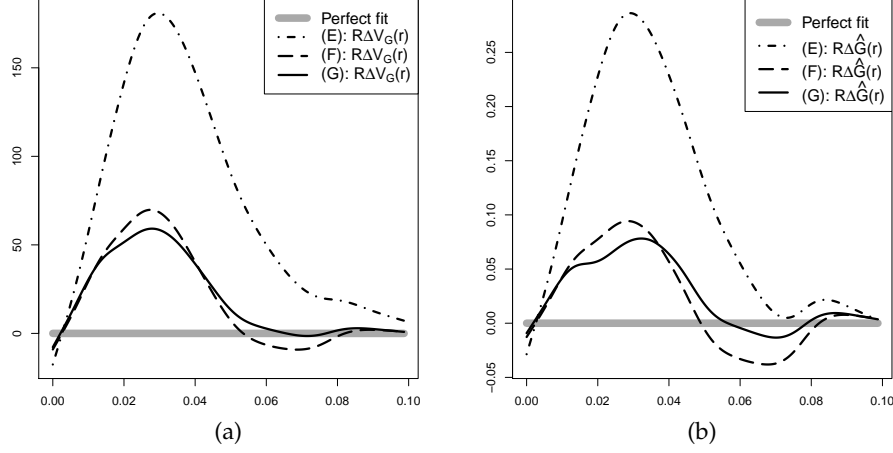 Perfect fit
(E): RΔV_G(r)
(F): RΔV_G(r)
(G): RΔV_G(r)
0
50
100
150
0.00 0.02 0.04 0.06 0.08 0.10
(a)
Perfect fit
(E): RΔĜ(r)
(F): RΔĜ(r)
(G): RΔĜ(r)
−0.05
0.00
0.05
0.10
0.15
0.20
0.25
0.00 0.02 0.04 0.06 0.08 0.10
(b)